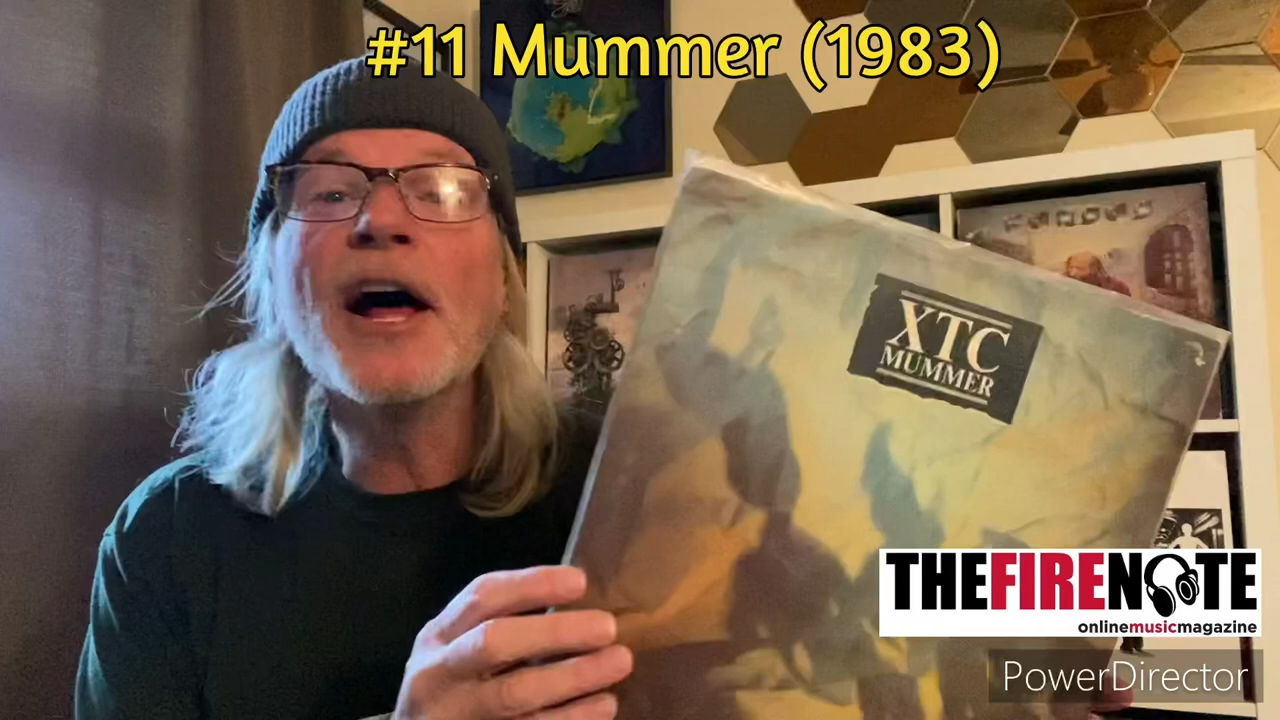 #11 Mummer (1983)
XTC
MUMMER
THEFIRENOTE
onlinemusicmagazine
PowerDirector